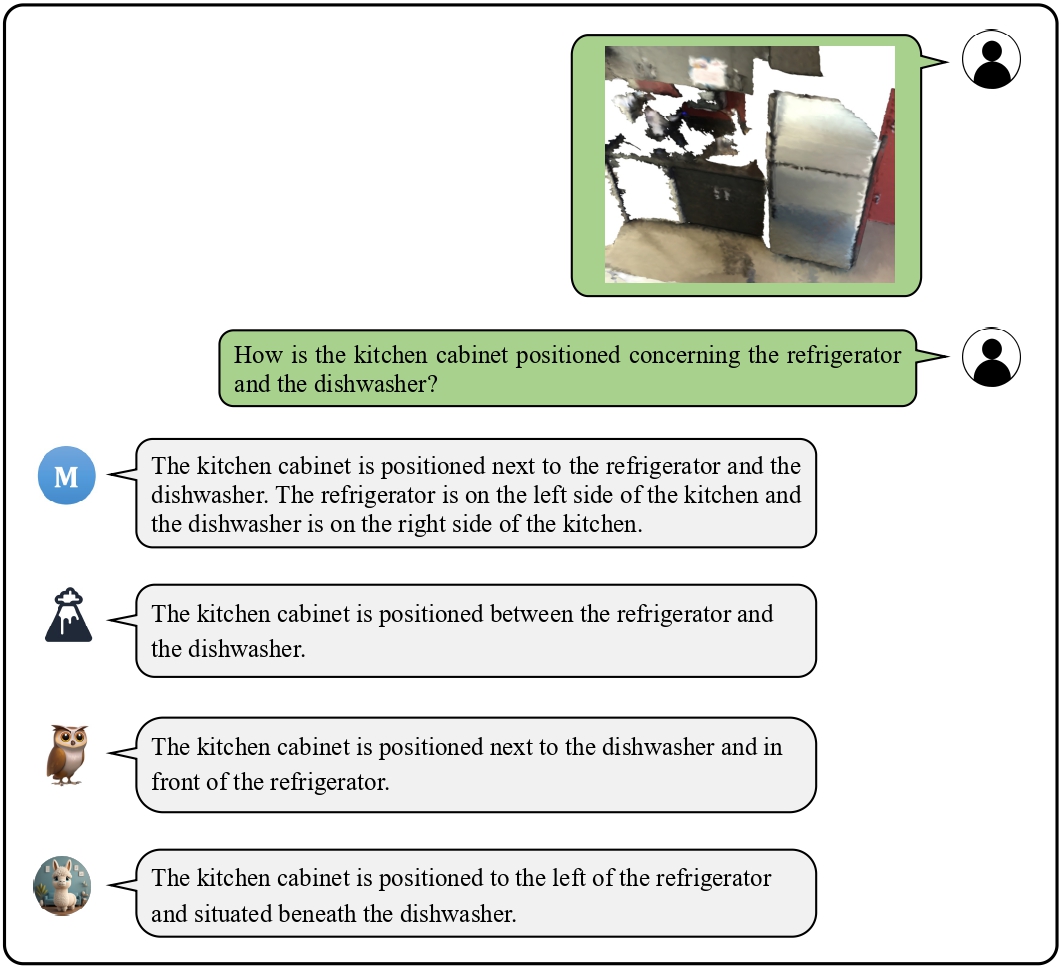 How is the kitchen cabinet positioned concerning the refrigerator
and the dishwasher?
M
The kitchen cabinet is positioned next to the refrigerator and the
dishwasher. The refrigerator is on the left side of the kitchen and
the dishwasher is on the right side of the kitchen.
The kitchen cabinet is positioned between the refrigerator and
the dishwasher.
The kitchen cabinet is positioned next to the dishwasher and in
front of the refrigerator.
The kitchen cabinet is positioned to the left of the refrigerator
and situated beneath the dishwasher.